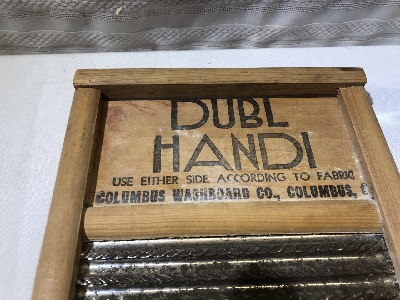 DUBL
HANDI
USE EITHER SIDE ACCORDING TO FABRIC
COLUMBUS WASHBOARD CO., COLUMBUS,